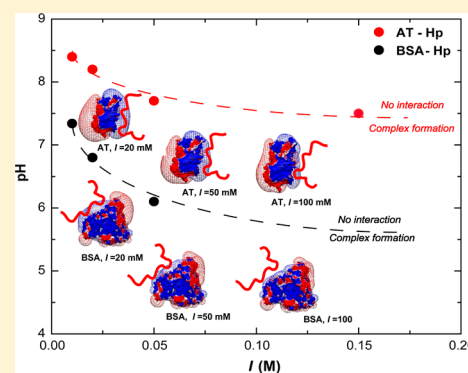 9
8
7
6
5
4
pH
AT - Hp
BSA - Hp
No interaction
Complex formation
AT, I =20 mM
AT, I =50 mM
AT, I =100 mM
No interaction
Complex formation
BSA, I =20 mM
BSA, I =50 mM
BSA, I =100
0.00 0.05 0.10 0.15 0.20
I (M)